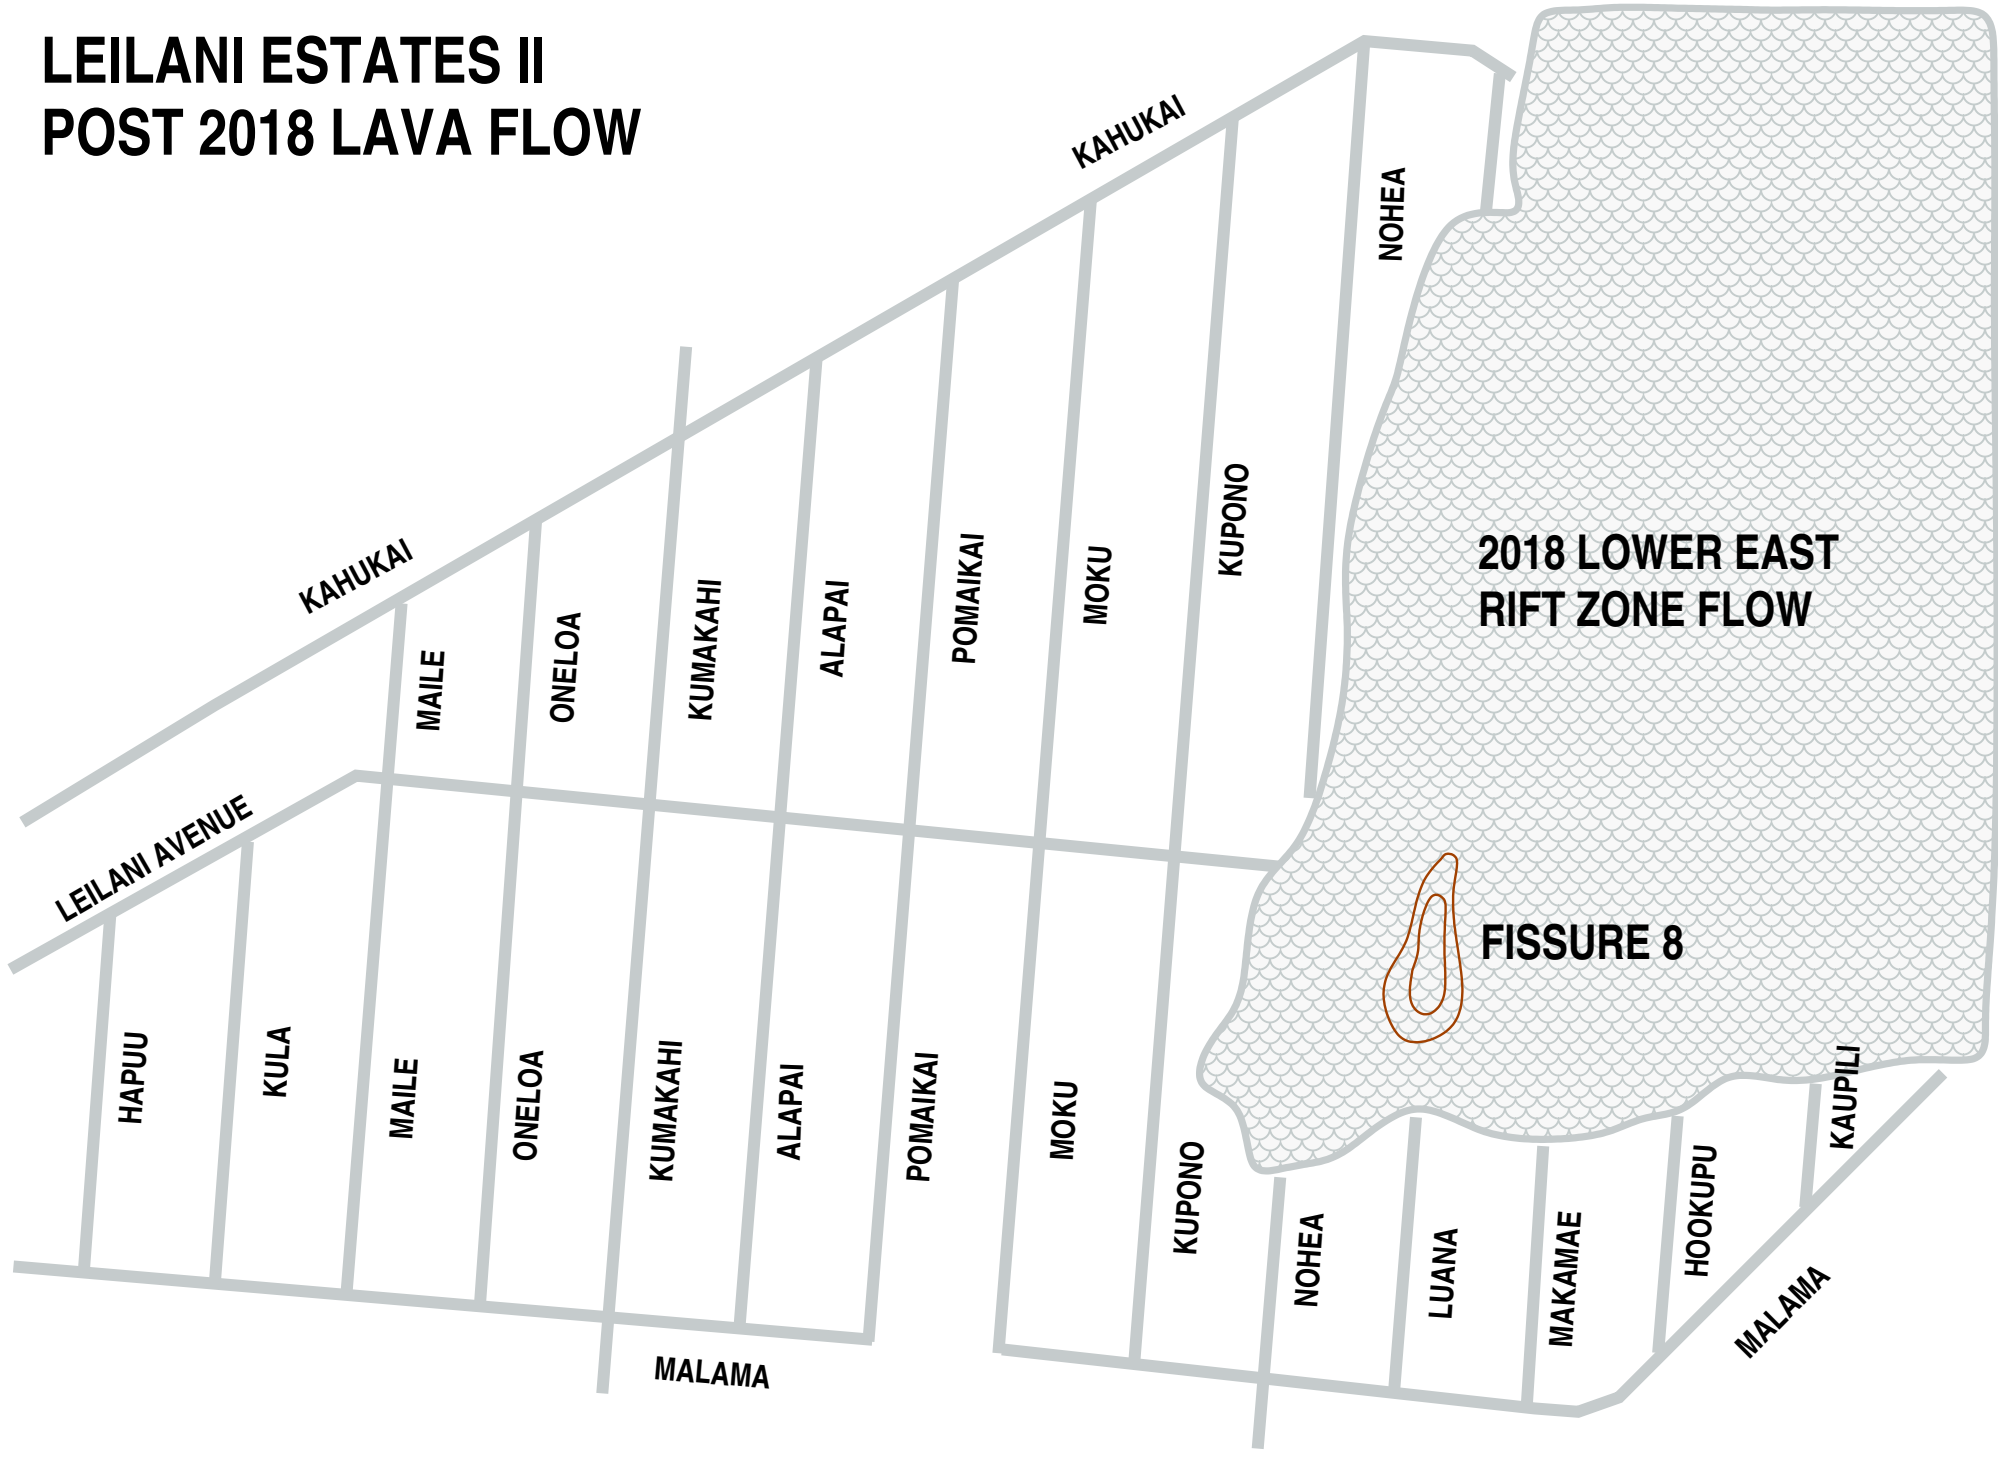 LEILANI ESTATES II
POST 2018 LAVA FLOW
KAHUKAI
NOHEA
KUPONO
KAHUKAI
MAILE
ONELOA
KUMAKAHI
ALAPAI
POMAIKAI
MOKU
2018 LOWER EAST
RIFT ZONE FLOW
LEILANI AVENUE
FISSURE 8
HAPUU
KULA
MAILE
ONELOA
KUMAKAHI
ALAPAI
POMAIKAI
MOKU
KUPONO
NOHEA
LUANA
MAKAMAE
HOOKUPU
KAUPILI
MALAMA
MALAMA